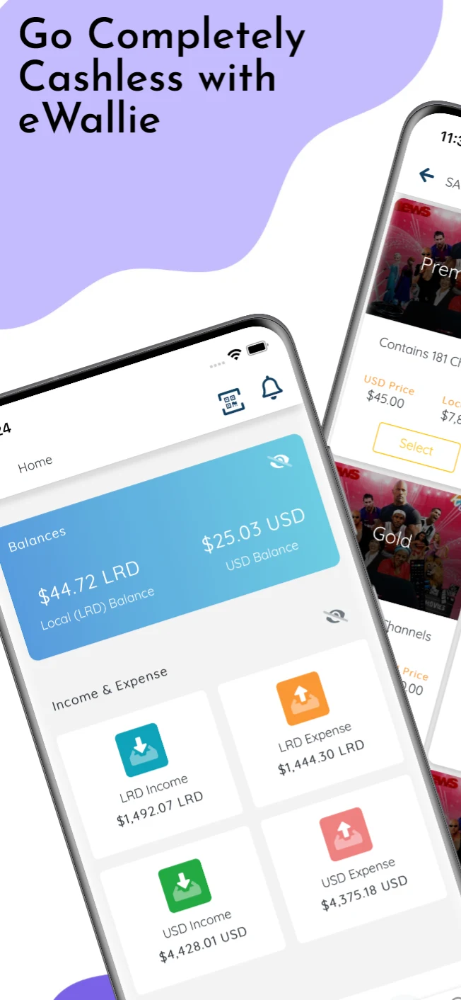 Go Completely
Cashless with
eWallie
24
Home
Balances
$44.72 LRD
Local (LRD) Balance
$25.03 USD
USD Balance
Income & Expense
LRD Income
$1,492.07 LRD
LRD Expense
$1,444.30 LRD
USD Income
$4,428.01 USD
USD Expense
$4,375.18 USD
11:3
SA
Prem
Contains 181 Ch
USD Price
$45.00
Loc
$7,8
Select
Gold
Channels
Price
0.00
MOVIES